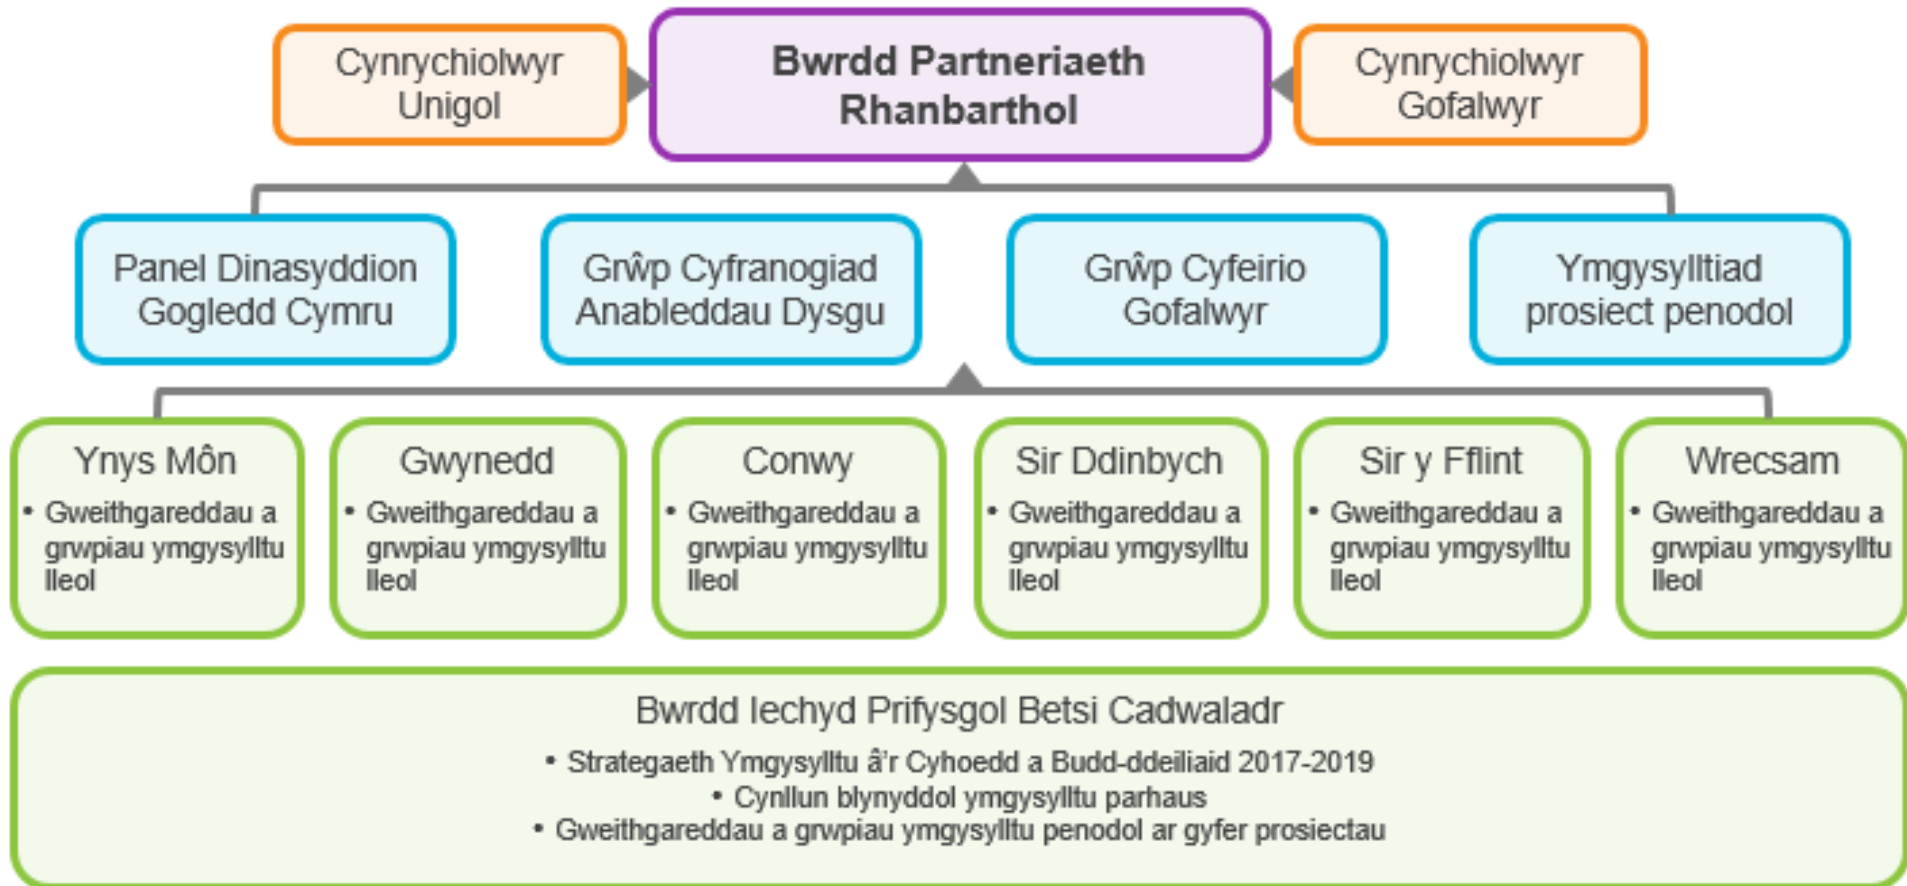 Cynrychiolwyr
Unigol
Bwrdd Partneriaeth
Rhanbarthol
Cynrychiolwyr
Gofalwyr
Panel Dinasyddion
Gogledd Cymru
Grŵp Cyfranogiad
Anableddau Dysgu
Grŵp Cyfeirio
Gofalwyr
Ymgysylltiad
prosiect penodol
Ynys Môn
• Gweithgareddau a
grwpiau ymgysylltu
lleol
Gwynedd
• Gweithgareddau a
grwpiau ymgysylltu
lleol
Conwy
• Gweithgareddau a
grwpiau ymgysylltu
lleol
Sir Ddinbych
• Gweithgareddau a
grwpiau ymgysylltu
lleol
Sir y Fflint
• Gweithgareddau a
grwpiau ymgysylltu
lleol
Wrecsam
• Gweithgareddau a
grwpiau ymgysylltu
lleol
Bwrdd Iechyd Prifysgol Betsi Cadwaladr
• Strategaeth Ymgysylltu â'r Cyhoedd a Budd-ddeiliaid 2017-2019
• Cynllun blynyddol ymgysylltu parhaus
• Gweithgareddau a grwpiau ymgysylltu penodol ar gyfer prosiectau